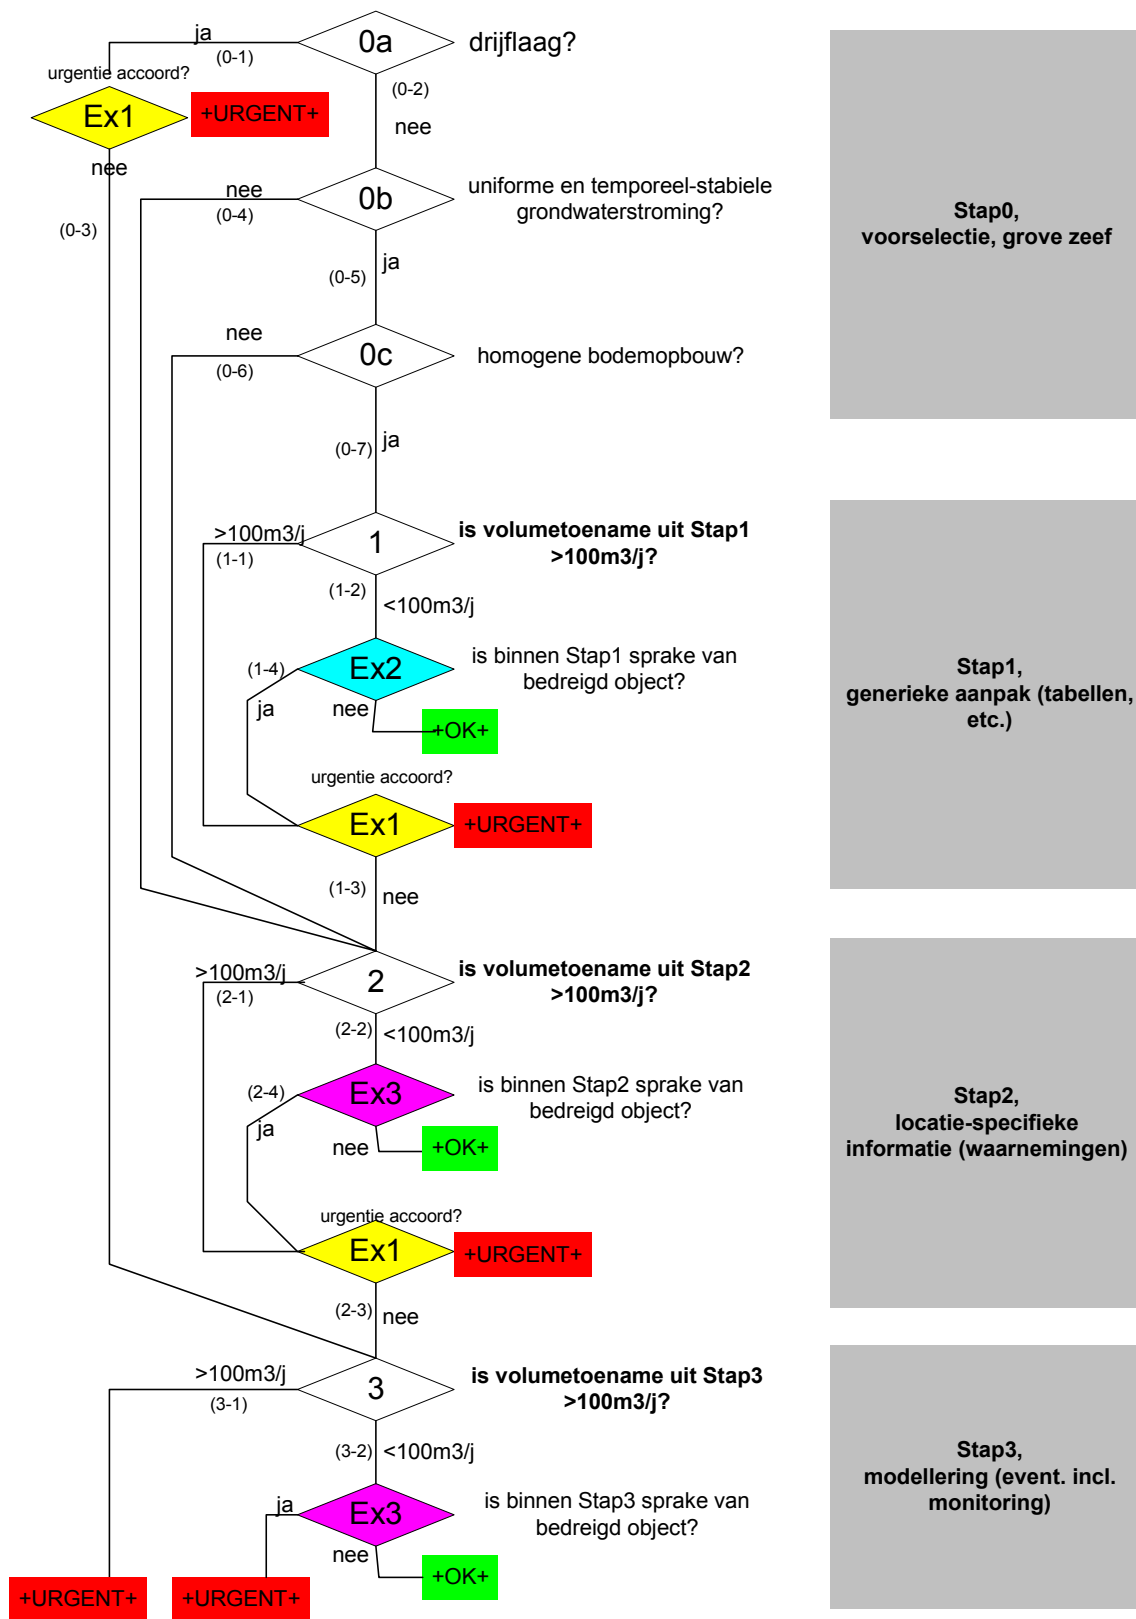 ja
(0-1)
0a
drijflaag?
urgentie accoord?
Ex1
+URGENT+
(0-2)
nee
nee
(0-3)
nee
(0-4)
0b
uniforme en temporeel-stabiele
grondwaterstroming?
Stap0,
voorselectie, grove zeef
(0-5)
ja
nee
(0-6)
0c
homogene bodemopbouw?
(0-7)
ja
>100m3/j
(1-1)
1
is volumetoename uit Stap1
>100m3/j?
(1-2)
<100m3/j
(1-4)
ja
Ex2
nee
is binnen Stap1 sprake van
bedreigd object?
+OK+
Stap1,
generieke aanpak (tabellen,
etc.)
urgentie accoord?
Ex1
+URGENT+
(1-3)
nee
>100m3/j
(2-1)
2
is volumetoename uit Stap2
>100m3/j?
(2-2)
<100m3/j
(2-4)
ja
Ex3
nee
is binnen Stap2 sprake van
bedreigd object?
+OK+
Stap2,
locatie-specifieke
informatie (waarnemingen)
urgentie accoord?
Ex1
+URGENT+
(2-3)
nee
>100m3/j
(3-1)
3
is volumetoename uit Stap3
>100m3/j?
(3-2)
<100m3/j
ja
Ex3
nee
is binnen Stap3 sprake van
bedreigd object?
Stap3,
modellering (event. incl.
monitoring)
+URGENT+
+URGENT+
+OK+